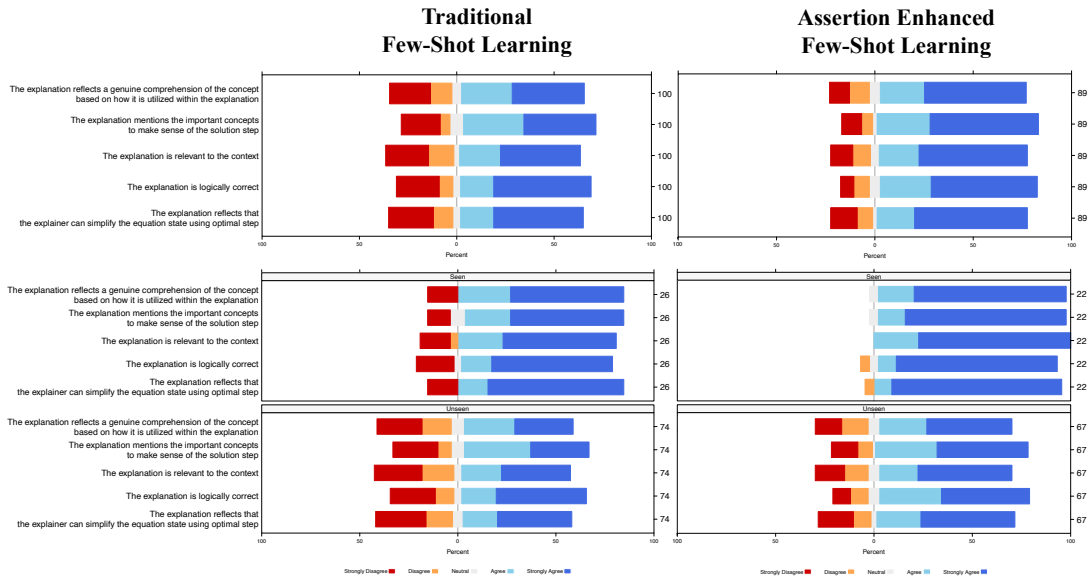 Traditional
Few-Shot Learning
Assertion Enhanced
Few-Shot Learning
The explanation reflects a genuine comprehension of the concept
based on how it is utilized within the explanation
100
89
The explanation mentions the important concepts
to make sense of the solution step
100
89
The explanation is relevant to the context
100
89
The explanation is logically correct
100
89
The explanation reflects that
the explainer can simplify the equation state using optimal step
100
89
100 50 0 50 100
100 50 0 50 100
Percent
Percent
Seen
Seen
The explanation reflects a genuine comprehension of the concept
based on how it is utilized within the explanation
26
22
The explanation mentions the important concepts
to make sense of the solution step
26
22
The explanation is relevant to the context
26
22
The explanation is logically correct
26
22
The explanation reflects that
the explainer can simplify the equation state using optimal step
26
22
Unseen
Unseen
The explanation reflects a genuine comprehension of the concept
based on how it is utilized within the explanation
74
67
The explanation mentions the important concepts
to make sense of the solution step
74
67
The explanation is relevant to the context
74
67
The explanation is logically correct
74
67
The explanation reflects that
the explainer can simplify the equation state using optimal step
74
67
100 50 0 50 100
100 50 0 50 100
Percent
Percent
Strongly Disagree Disagree Neutral Agree Strongly Agree
Strongly Disagree Disagree Neutral Agree Strongly Agree